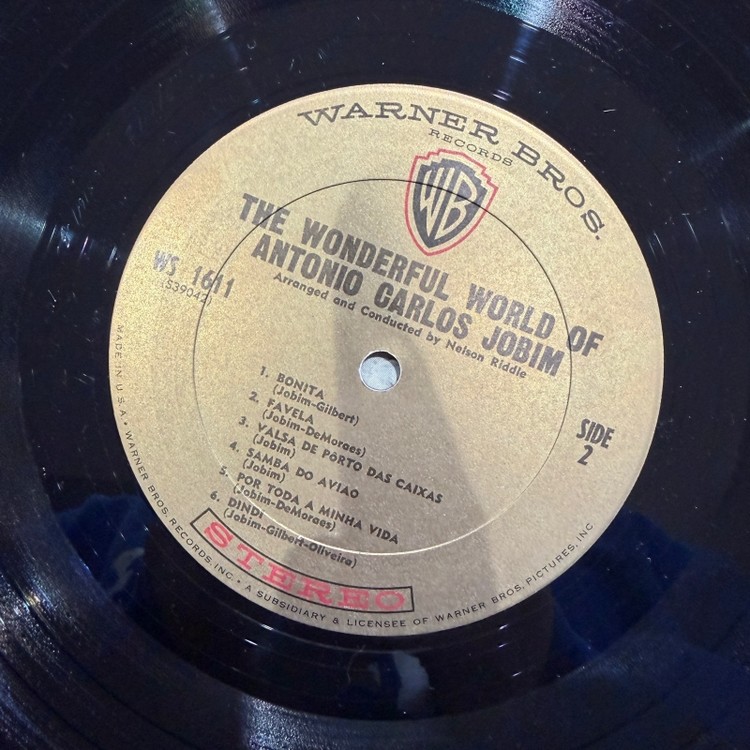 WARNER BROS.
RECORDS
WB
THE WONDERFUL WORLD OF
ANTONIO CARLOS JOBIM
Arranged and Conducted by Nelson Riddle
WS 1611
(S39042)
SIDE
2
1. BONITA
(Jobim-Gilbert)
2. FAVELA
(Jobim-DeMoraes)
3. VALSA DE PÔRTO DAS CAIXAS
(Jobim)
4. SAMBA DO AVIAO
(Jobim)
5. POR TODA A MINHA VIDA
(Jobim-DeMoraes)
6. DINDI
(Jobim-Gilbert-Oliveira)
STEREO
MADE IN U.S.A. • WARNER BROS. RECORDS, INC. • A SUBSIDIARY & LICENSEE OF WARNER BROS. PICTURES, INC